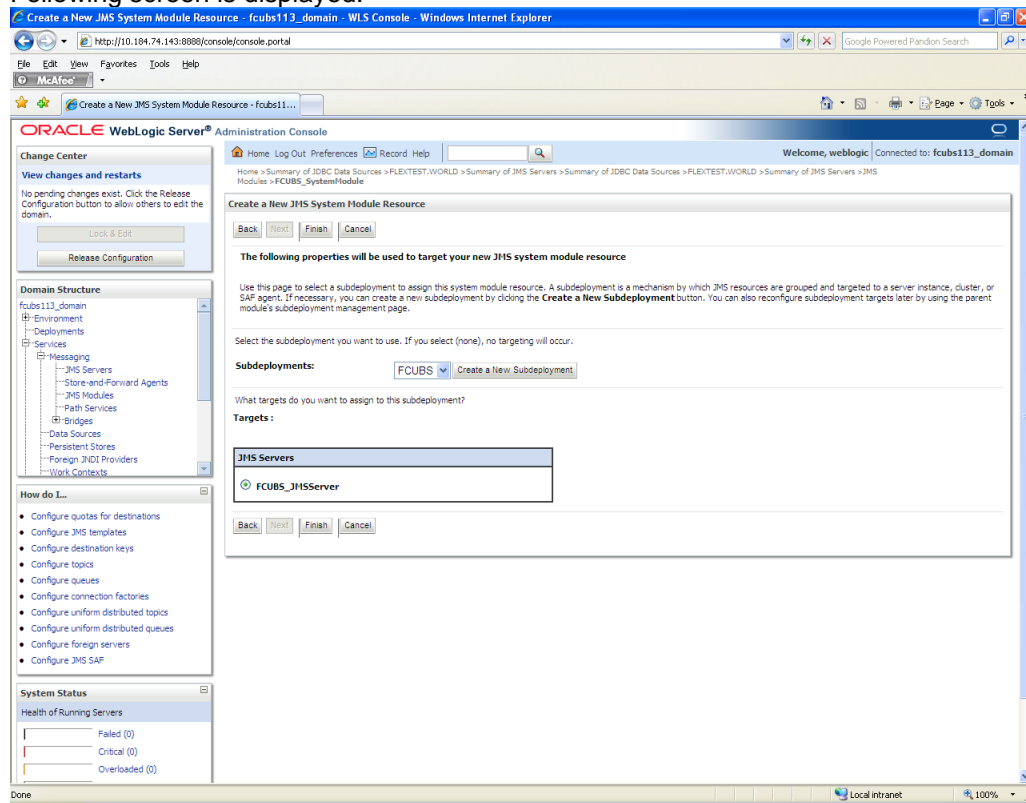 Following screen is displayed:
Create a New JMS System Module Resource - fcubs113_domain - WLS Console - Windows Internet Explorer
http://10.184.74.143:8888/console/console.portal
Google Powered Pandion Search
File Edit View Favorites Tools Help
McAfee
Create a New JMS System Module Resource - fcubs11...
Page Tools
ORACLE WebLogic Server® Administration Console
Change Center
View changes and restarts
No pending changes exist. Click the Release
Configuration button to allow others to edit the
domain.
Lock & Edit
Release Configuration
Domain Structure
fcubs113_domain
Environment
Deployments
Services
Messaging
JMS Servers
Store-and-Forward Agents
JMS Modules
Path Services
Bridges
Data Sources
Persistent Stores
Foreign JNDI Providers
Work Contexts
How do I...
Configure quotas for destinations
Configure JMS templates
Configure destination keys
Configure topics
Configure queues
Configure connection factories
Configure uniform distributed topics
Configure uniform distributed queues
Configure foreign servers
Configure JMS SAF
System Status
Health of Running Servers
Failed (0)
Critical (0)
Overloaded (0)
Home Log Out Preferences Record Help
Welcome, weblogic Connected to: fcubs113_domain
Home >Summary of JDBC Data Sources >FLEXTEST.WORLD >Summary of JMS Servers >Summary of JDBC Data Sources >FLEXTEST.WORLD >Summary of JMS Servers >JMS
Modules >FCUBS_SystemModule
Create a New JMS System Module Resource
Back Next Finish Cancel
The following properties will be used to target your new JMS system module resource
Use this page to select a subdeployment to assign this system module resource. A subdeployment is a mechanism by which JMS resources are grouped and targeted to a server instance, cluster, or
SAF agent. If necessary, you can create a new subdeployment by clicking the Create a New Subdeployment button. You can also reconfigure subdeployment targets later by using the parent
module's subdeployment management page.
Select the subdeployment you want to use. If you select (none), no targeting will occur.
Subdeployments: FCUBS Create a New Subdeployment
What targets do you want to assign to this subdeployment?
Targets :
JMS Servers
FCUBS_JMSServer
Back Next Finish Cancel
Done
Local intranet
100%